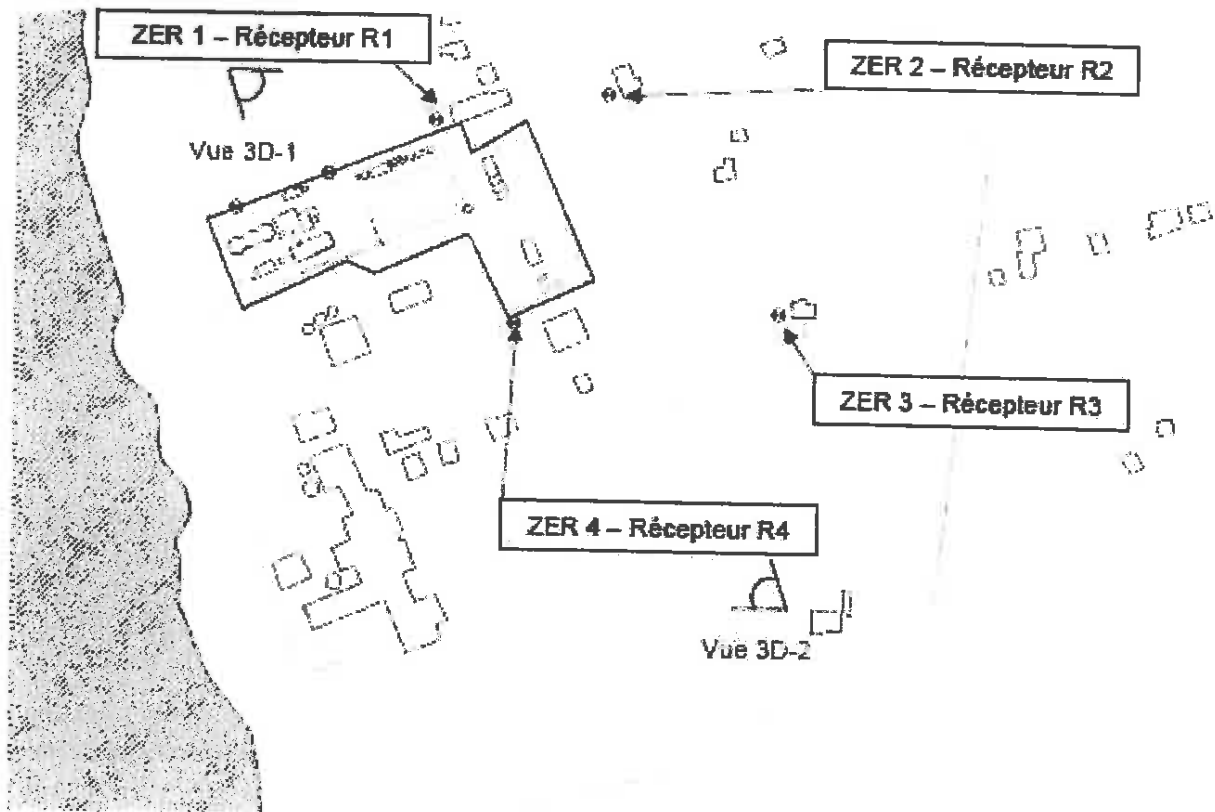 ZER 1 – Récepteur R1
ZER 2 – Récepteur R2
Vue 3D-1
ZER 3 – Récepteur R3
ZER 4 – Récepteur R4
Vue 3D-2